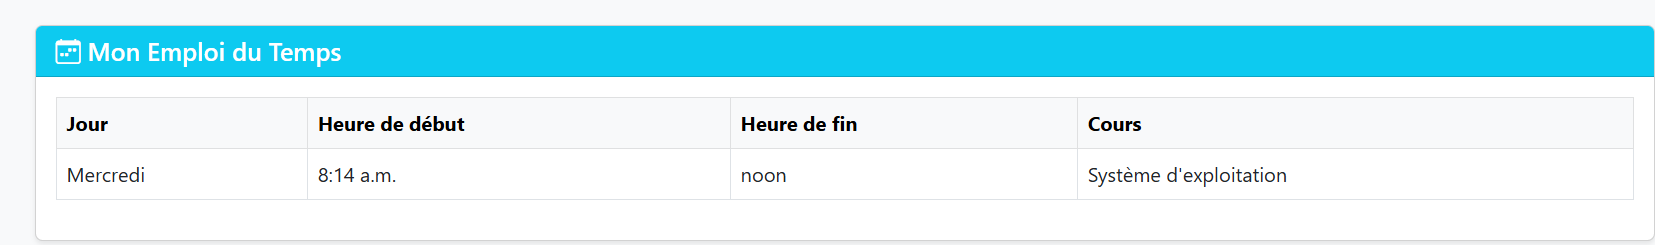 Mon Emploi du Temps
Jour Heure de début Heure de fin Cours
Mercredi 8:14 a.m. noon Système d'exploitation